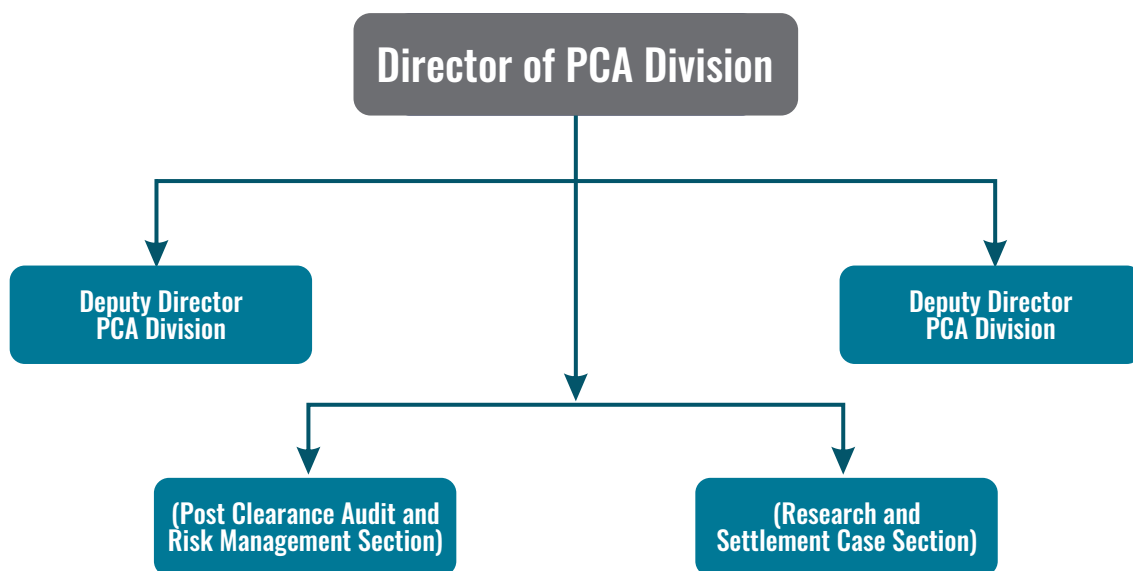 Director of PCA Division
Deputy Director
PCA Division
Deputy Director
PCA Division
(Post Clearance Audit and
Risk Management Section)
(Research and
Settlement Case Section)